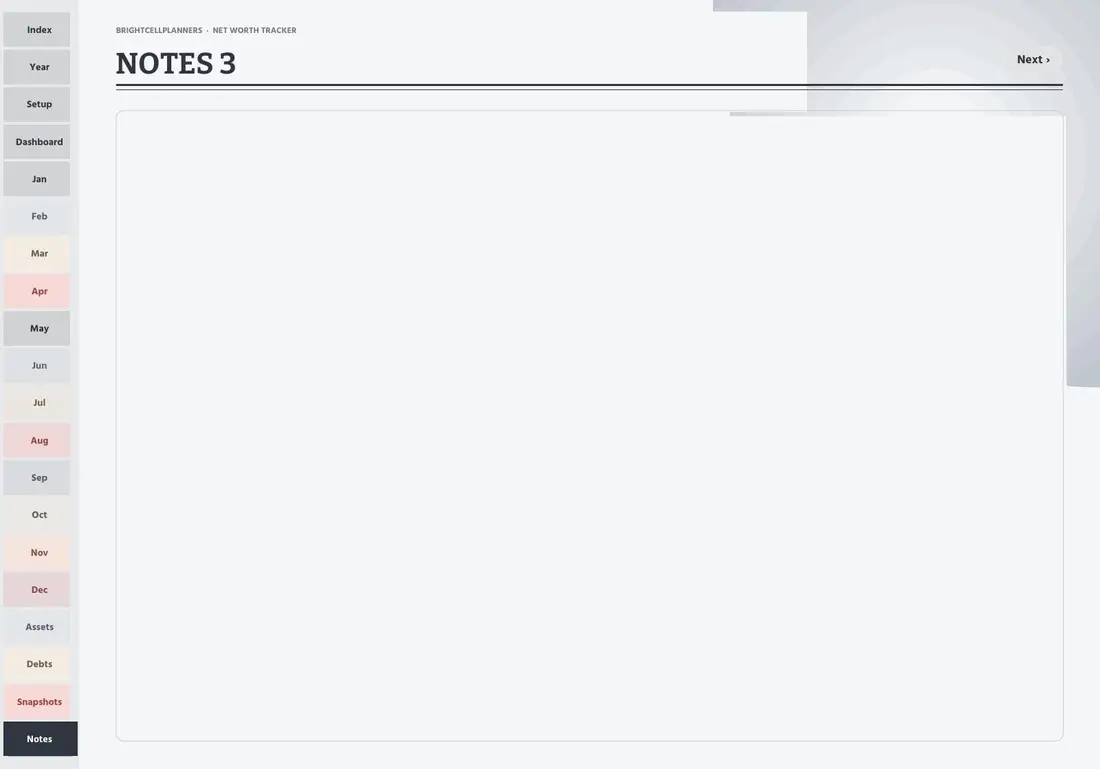 Index
Year
Setup
Dashboard
Jan
Feb
Mar
Apr
May
Jun
Jul
Aug
Sep
Oct
Nov
Dec
Assets
Debts
Snapshots
Notes
BRIGHTCELLPLANNERS · NET WORTH TRACKER
NOTES 3
Next ›